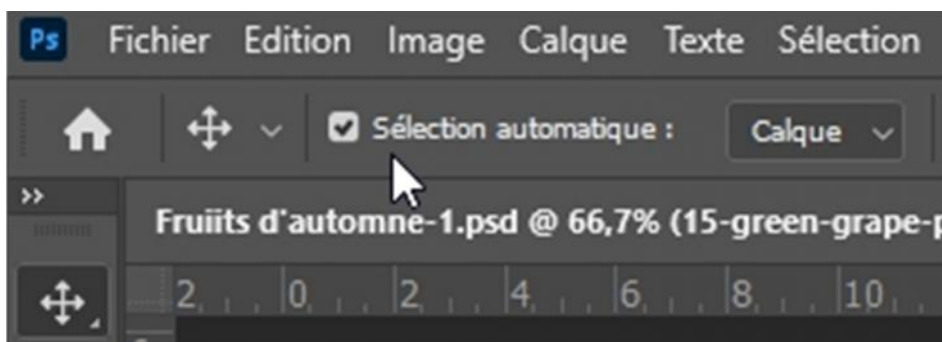 Ps Fichier Edition Image Calque Texte Sélection
Sélection automatique : Calque
Fruiits d'automne-1.psd @ 66,7% (15-green-grape-p
2 0 2 4 6 8 10